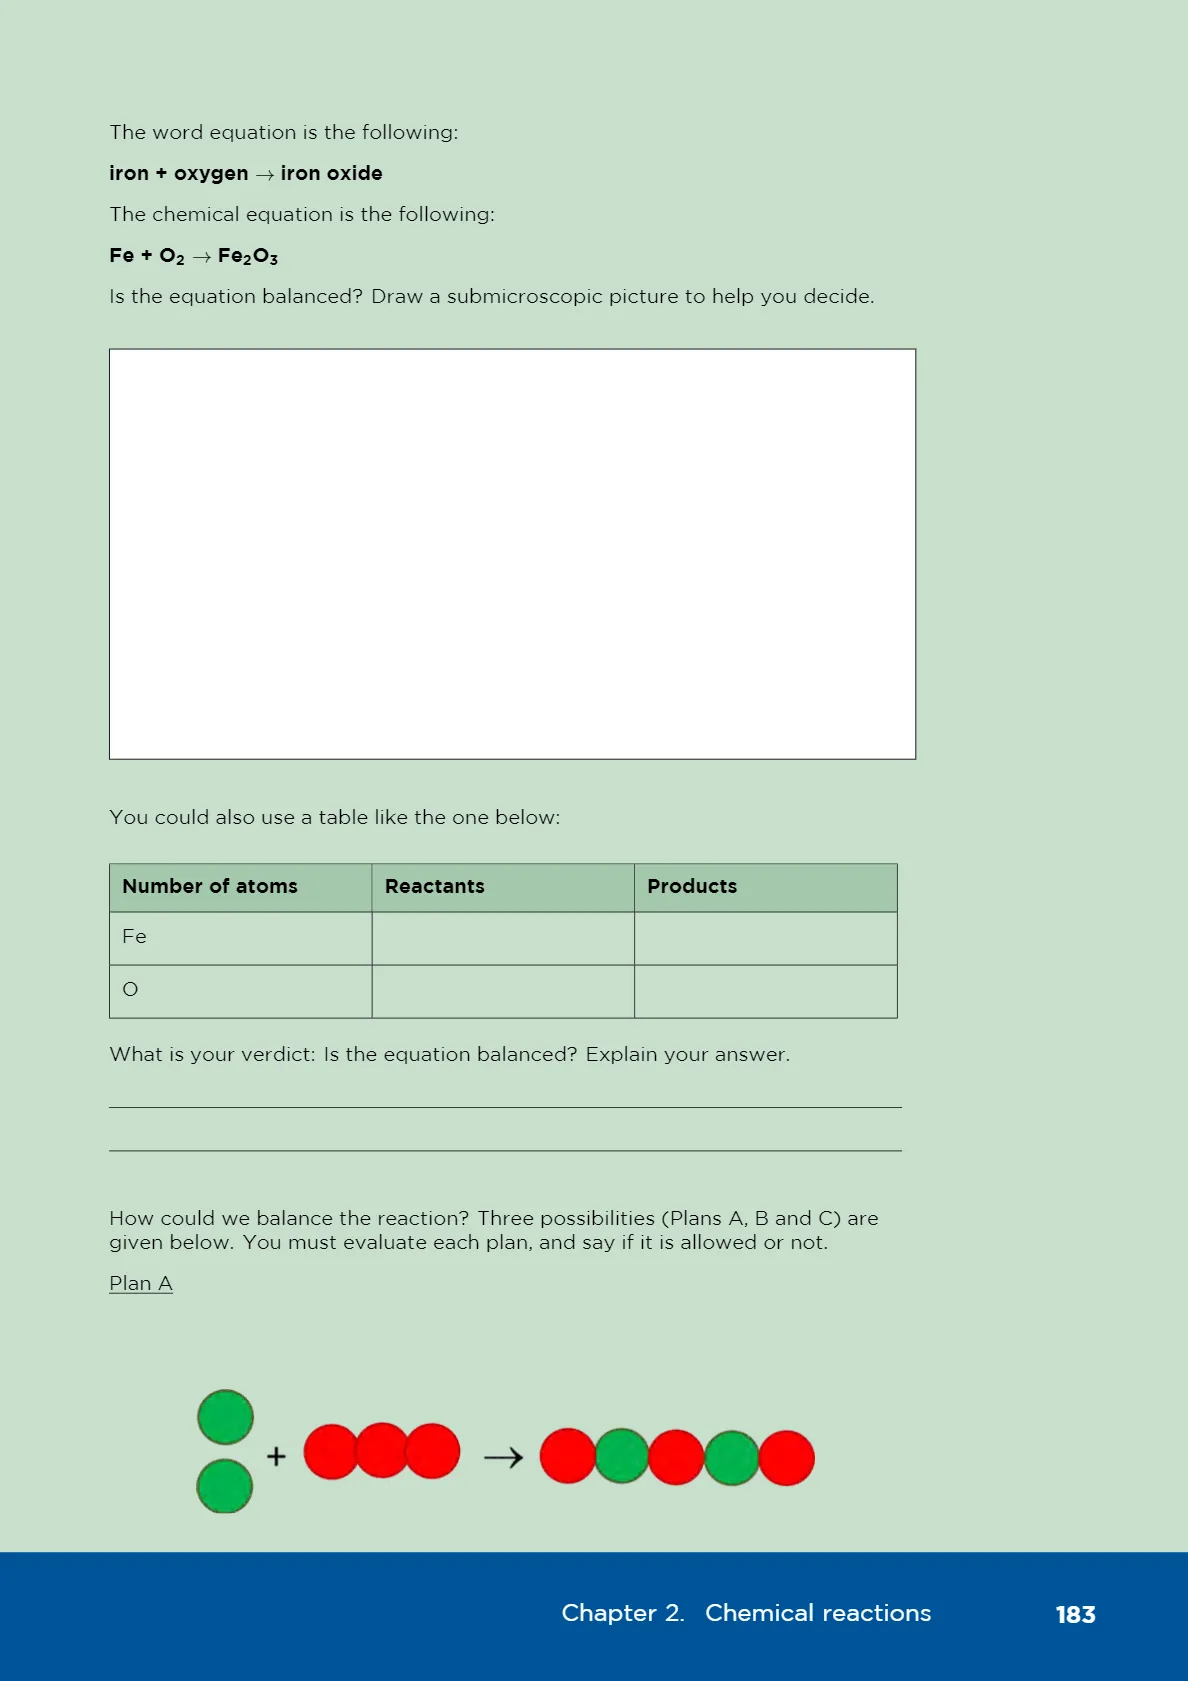 The word equation is the following:
iron + oxygen → iron oxide
The chemical equation is the following:
Fe + O₂ → Fe₂O₃
Is the equation balanced? Draw a submicroscopic picture to help you decide.
You could also use a table like the one below:
Number of atoms Reactants Products
Fe
O
What is your verdict: Is the equation balanced? Explain your answer.
How could we balance the reaction? Three possibilities (Plans A, B and C) are
given below. You must evaluate each plan, and say if it is allowed or not.
Plan A
+ →
Chapter 2. Chemical reactions 183